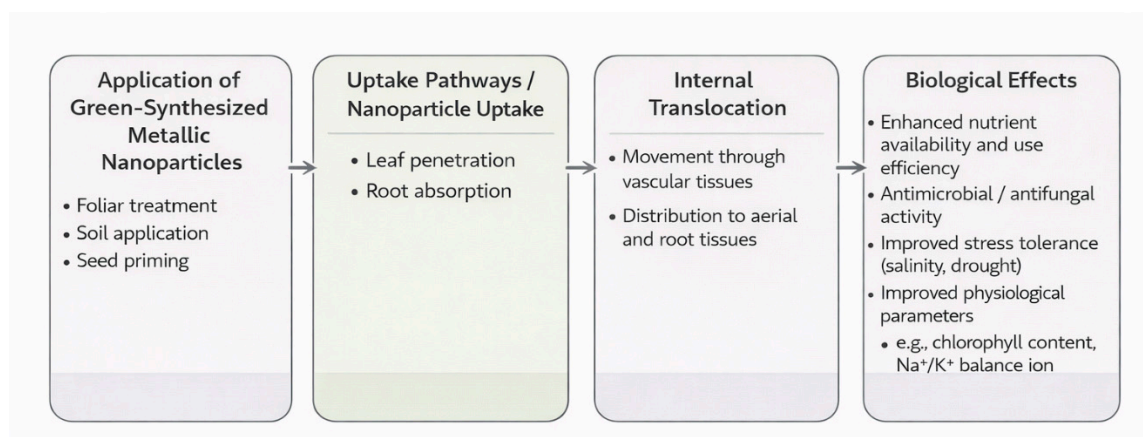 Application of
Green-Synthesized
Metallic
Nanoparticles
• Foliar treatment
• Soil application
• Seed priming
Uptake Pathways /
Nanoparticle Uptake
• Leaf penetration
• Root absorption
Internal
Translocation
• Movement through
vascular tissues
• Distribution to aerial
and root tissues
Biological Effects
• Enhanced nutrient
availability and use
efficiency
• Antimicrobial / antifungal
activity
• Improved stress tolerance
(salinity, drought)
• Improved physiological
parameters
• e.g., chlorophyll content,
Na⁺/K⁺ balance ion